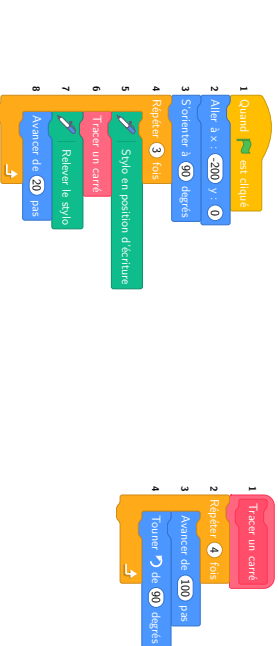 1 Quand est cliqué
2 Aller à x : -200 y : 0
3 S'orienter à 90 degrés
4 Répéter 3 fois
5 Stylo en position d'écriture
6 Tracer un carré
7 Relever le stylo
8 Avancer de 20 pas
1 Tracer un carré
2 Répéter 4 fois
3 Avancer de 100 pas
4 Touner de 90 degrés